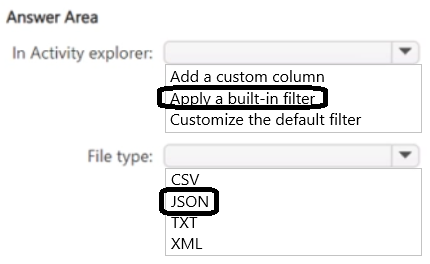 Answer Area
In Activity explorer:
Add a custom column
Apply a built-in filter
Customize the default filter
File type:
CSV
JSON
TXT
XML